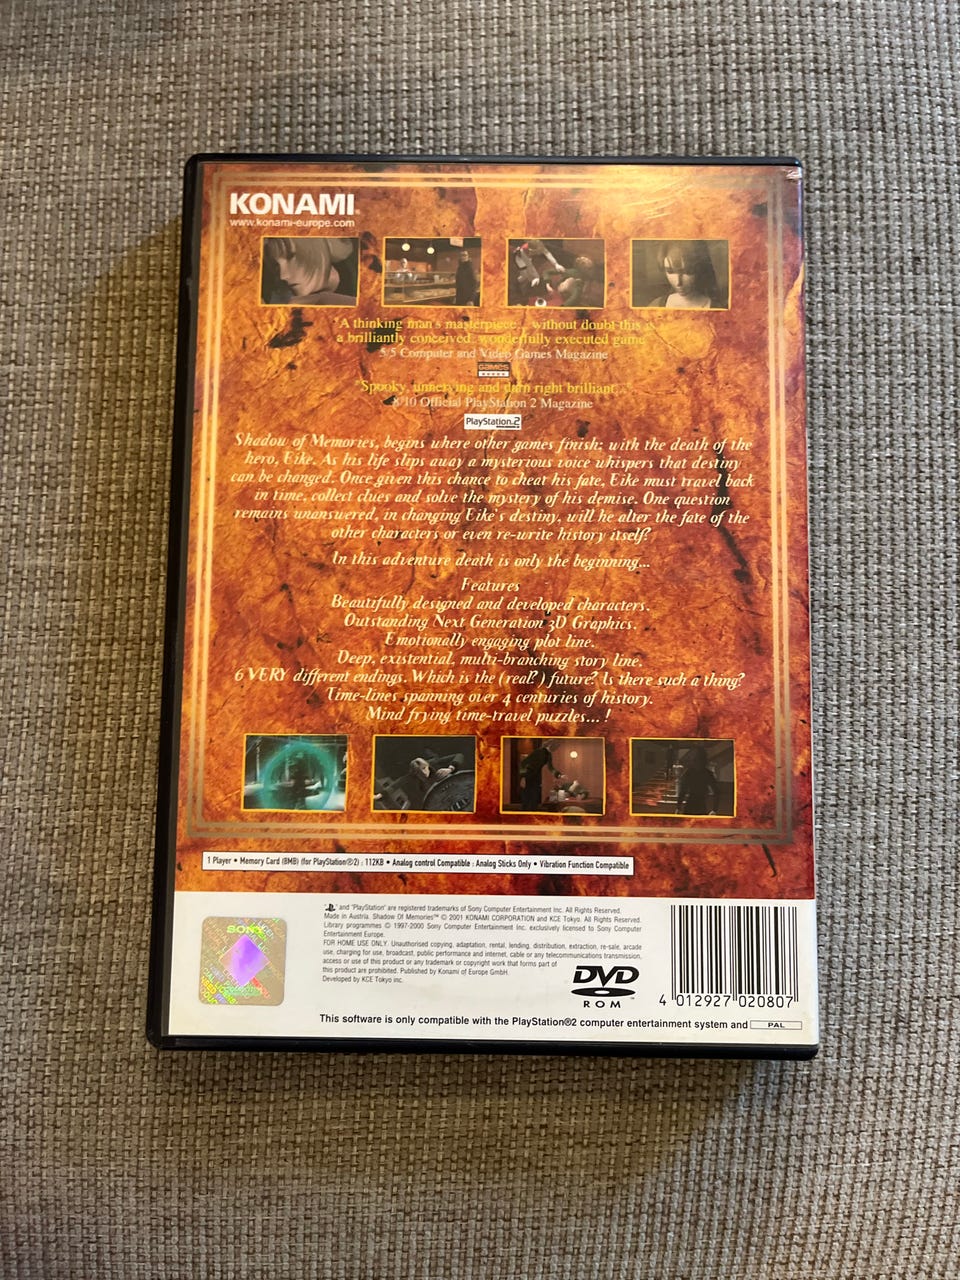 KONAMI
www.konami-europe.com
"A thinking man's masterpiece... without doubt this is
a brilliantly conceived, wonderfully executed game"
5/5 Computer and Video Games Magazine
GAMES
"Spooky, unnerving and darn right brilliant..."
8/10 Official PlayStation 2 Magazine
PlayStation.2
Shadow of Memories, begins where other games finish; with the death of the
hero, Eike. As his life slips away a mysterious voice whispers that destiny
can be changed. Once given this chance to cheat his fate, Eike must travel back
in time, collect clues and solve the mystery of his demise. One question
remains unanswered, in changing Eike's destiny, will he alter the fate of the
other characters or even re-write history itself?
In this adventure death is only the beginning...
Features
Beautifully designed and developed characters.
Outstanding Next Generation 3D Graphics.
Emotionally engaging plot line.
Deep, existential, multi-branching story line.
6 VERY different endings. Which is the (real?) future? Is there such a thing?
Time-lines spanning over 4 centuries of history.
Mind frying time-travel puzzles... !
1 Player • Memory Card (8MB) (for PlayStation®2) : 112KB • Analog control Compatible : Analog Sticks Only • Vibration Function Compatible
" " and "PlayStation" are registered trademarks of Sony Computer Entertainment Inc. All Rights Reserved.
Made in Austria. Shadow Of Memories™ © 2001 KONAMI CORPORATION and KCE Tokyo. All Rights Reserved.
Library programmes © 1997-2000 Sony Computer Entertainment Inc. exclusively licensed to Sony Computer
Entertainment Europe.
FOR HOME USE ONLY. Unauthorised copying, adaptation, rental, lending, distribution, extraction, re-sale, arcade
use, charging for use, broadcast, public performance and internet, cable or any telecommunications transmission,
access or use of this product or any trademark or copyright work that forms part of
this product are prohibited. Published by Konami of Europe GmbH.
Developed by KCE Tokyo inc.
SONY
DVD
ROM
4 012927 020807
This software is only compatible with the PlayStation®2 computer entertainment system and PAL